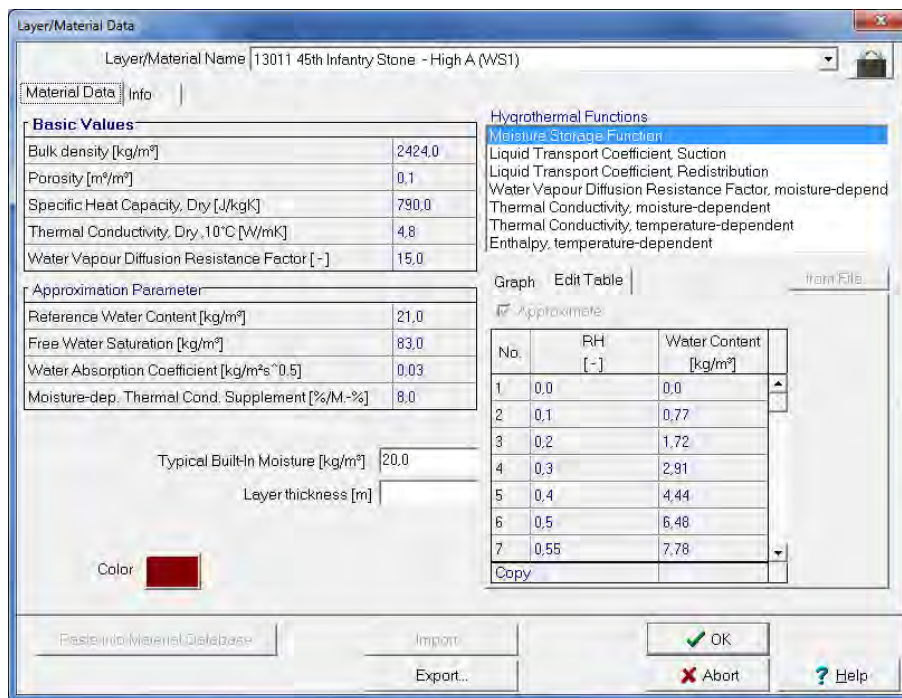 Layer/Material Data
Layer/Material Name 13011 45th Infantry Stone - High A (WS1)
Material Data Info
Basic Values
Bulk density [kg/m³] 2424,0
Porosity [m³/m³] 0,1
Specific Heat Capacity, Dry [J/kgK] 790,0
Thermal Conductivity, Dry ,10°C [W/mK] 4,8
Water Vapour Diffusion Resistance Factor [ - ] 15,0
Approximation Parameter
Reference Water Content [kg/m³] 21,0
Free Water Saturation [kg/m³] 83,0
Water Absorption Coefficient [kg/m²s^0,5] 0,03
Moisture-dep. Thermal Cond. Supplement [%/M.-%] 8,0
Typical Built-In Moisture [kg/m³] 20,0
Layer thickness [m]
Color
Hygrothermal Functions
Moisture Storage Function
Liquid Transport Coefficient, Suction
Liquid Transport Coefficient, Redistribution
Water Vapour Diffusion Resistance Factor, moisture-depend
Thermal Conductivity, moisture-dependent
Thermal Conductivity, temperature-dependent
Enthalpy, temperature-dependent
Graph Edit Table from File...
Approximate
No. RH [ - ] Water Content [kg/m³]
1 0,0 0,0
2 0,1 0,77
3 0,2 1,72
4 0,3 2,91
5 0,4 4,44
6 0,5 6,48
7 0,55 7,78
Copy
Paste into Material Database Import OK
Export... Abort Help